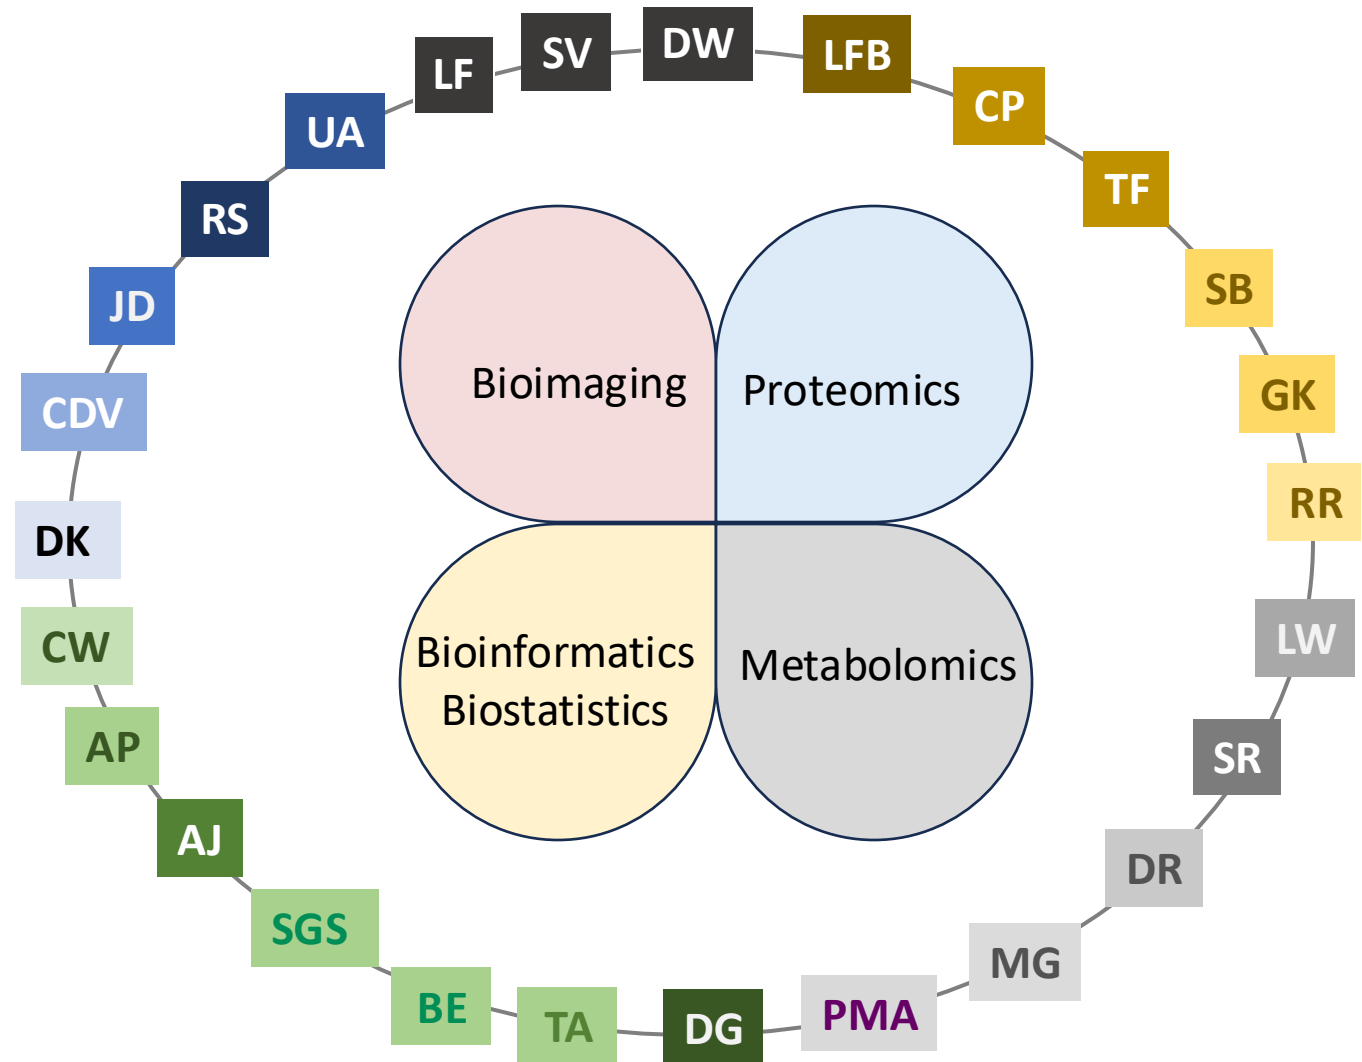 LF
SV
DW
LFB
CP
TF
SB
GK
RR
LW
SR
DR
MG
PMA
DG
TA
BE
SGS
AJ
AP
CW
DK
CDV
JD
RS
UA
Bioimaging
Proteomics
Bioinformatics
Biostatistics
Metabolomics